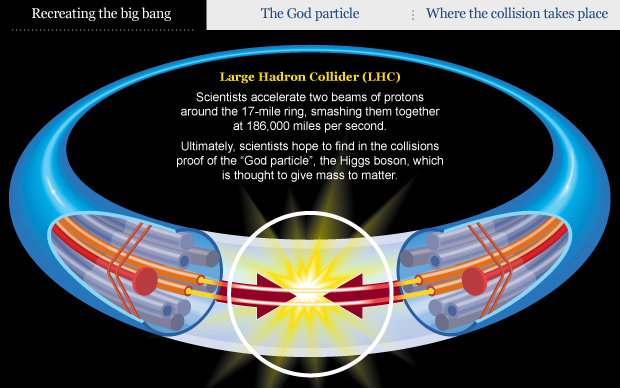 Recreating the big bang
The God particle
Where the collision takes place
Large Hadron Collider (LHC)
Scientists accelerate two beams of protons
around the 17-mile ring, smashing them together
at 186,000 miles per second.
Ultimately, scientists hope to find in the collisions
proof of the “God particle”, the Higgs boson, which
is thought to give mass to matter.